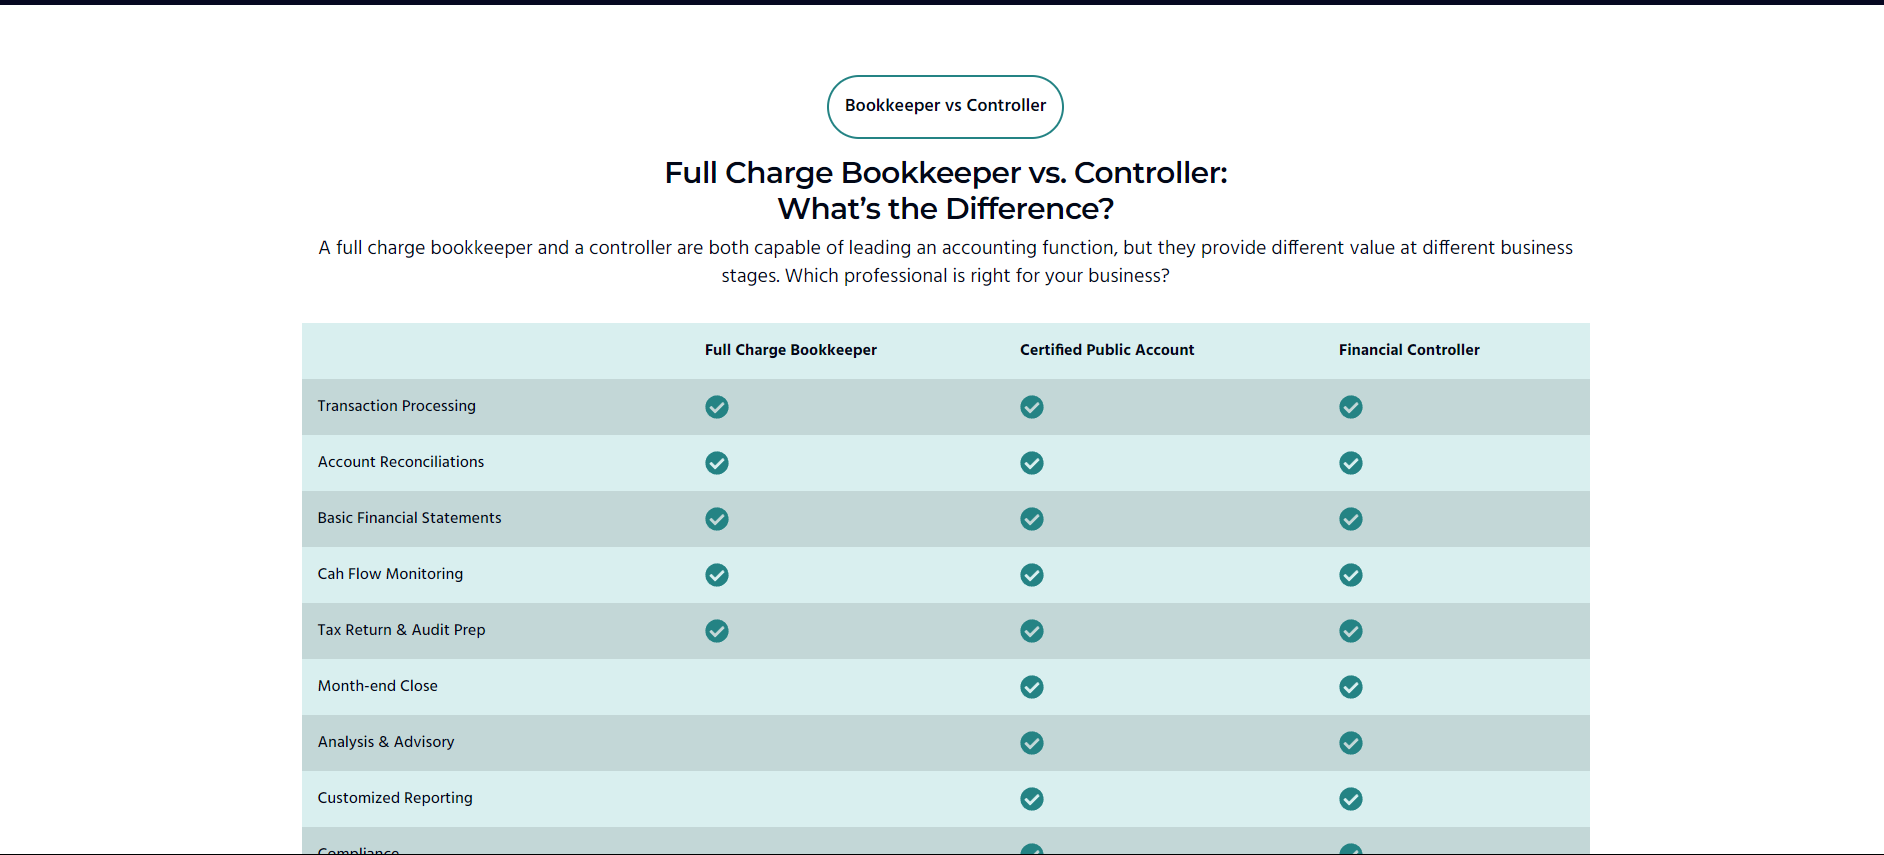 Bookkeeper vs Controller
Full Charge Bookkeeper vs. Controller:
What’s the Difference?
A full charge bookkeeper and a controller are both capable of leading an accounting function, but they provide different value at different business
stages. Which professional is right for your business?
Full Charge Bookkeeper Certified Public Account Financial Controller
Transaction Processing
Account Reconciliations
Basic Financial Statements
Cah Flow Monitoring
Tax Return & Audit Prep
Month-end Close
Analysis & Advisory
Customized Reporting
Compliance